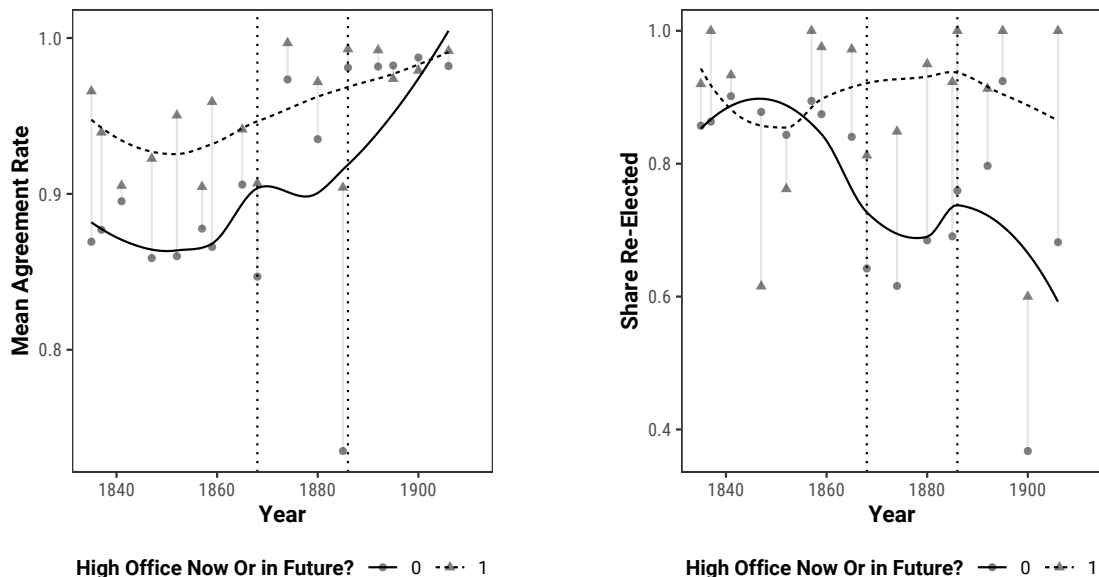 Mean Agreement Rate
1.0
0.9
0.8
1840 1860 1880 1900
Year
High Office Now Or in Future? 0 1
Share Re-Elected
1.0
0.8
0.6
0.4
1840 1860 1880 1900
Year
High Office Now Or in Future? 0 1